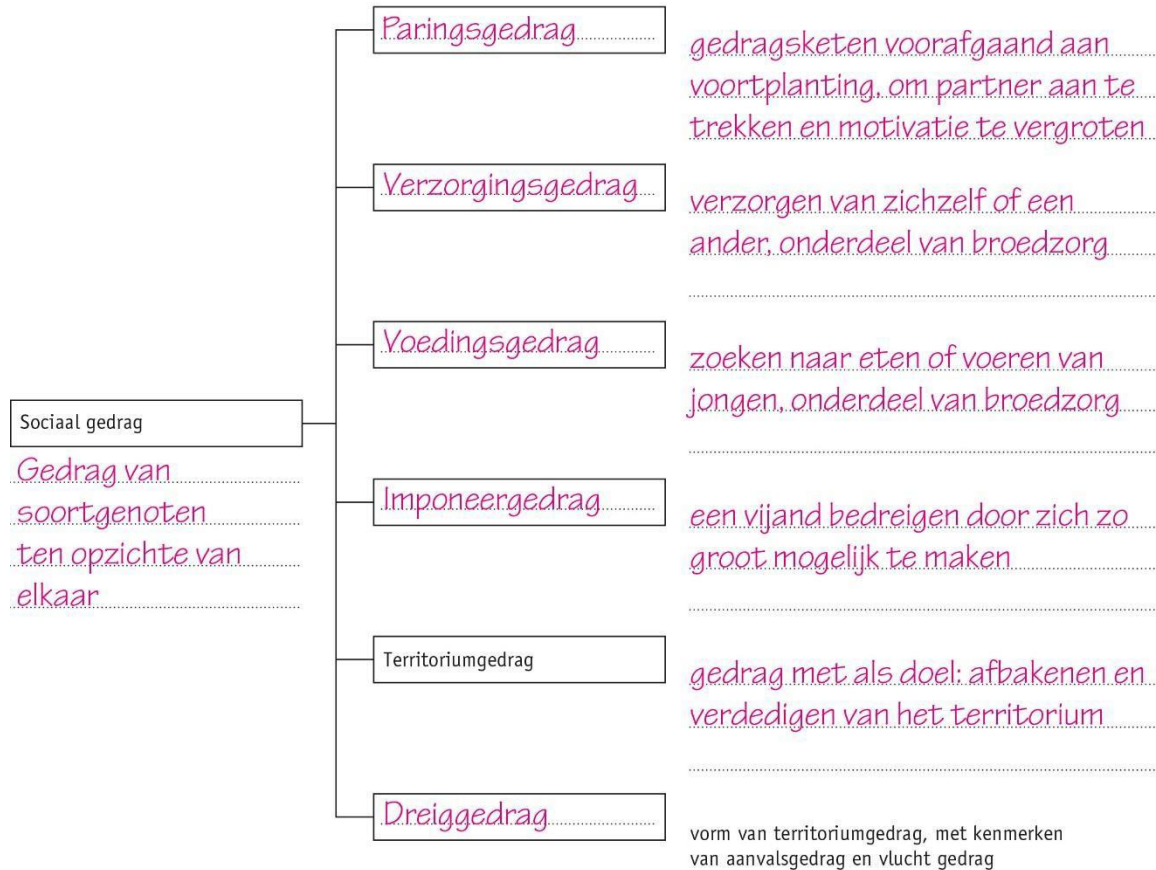 Paringsgedrag
gedragsketen voorafgaand aan
voortplanting, om partner aan te
trekken en motivatie te vergroten
Verzorgingsgedrag
verzorgen van zichzelf of een
ander, onderdeel van broedzorg
Voedingsgedrag
zoeken naar eten of voeren van
jongen, onderdeel van broedzorg
Sociaal gedrag
Gedrag van
soortgenoten
ten opzichte van
elkaar
Imponeergedrag
een vijand bedreigen door zich zo
groot mogelijk te maken
Territoriumgedrag
gedrag met als doel: afbakenen en
verdedigen van het territorium
Dreiggedrag
vorm van territoriumgedrag, met kenmerken
van aanvalsgedrag en vlucht gedrag